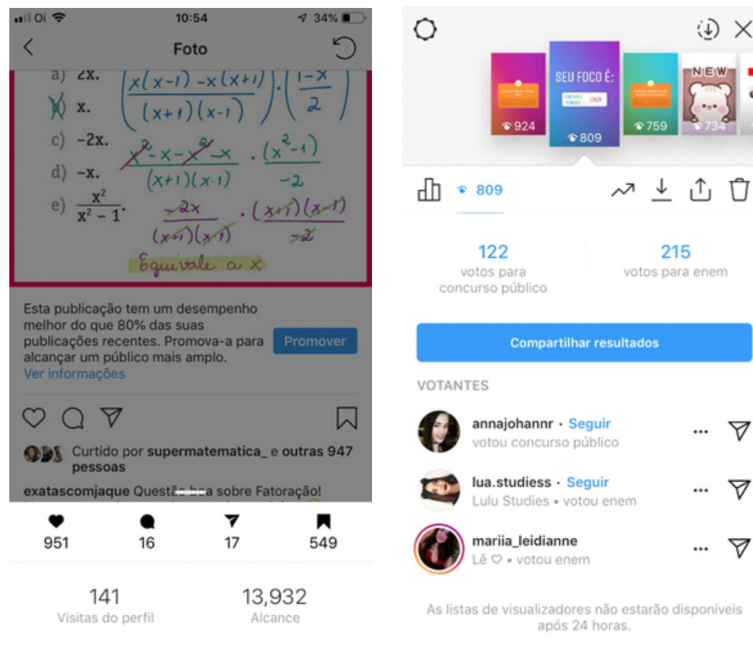 Oi
10:54
34%
Foto
a) 2x.
x(x-1) -x(x+1)
(x+1)(x-1)
1-x
2
b) x.
c) -2x.
x²-x-x²-x
(x+1)(x-1)
(x²-1)
-2
d) -x.
e) x²
x² - 1.
-2x
(x+1)(x-1)
(x+1)(x-1)
-2
Equivale a x
Esta publicação tem um desempenho
melhor do que 80% das suas
publicações recentes. Promova-a para
alcançar um público mais amplo.
Ver informações
Promover
Curtido por supermatematica_ e outras 947
pessoas
exatascomjaque Questão boa sobre Fatoração!
951
16
17
549
141
Visitas do perfil
13,932
Alcance
SEU FOCO É:
NEW
924
809
759
734
809
122
votos para
concurso público
215
votos para enem
Compartilhar resultados
VOTANTES
annajohannr · Seguir
votou concurso público
lua.studiess · Seguir
Lulu Studies • votou enem
mariia_leidianne
Lê ♡ • votou enem
As listas de visualizadores não estarão disponíveis
após 24 horas.